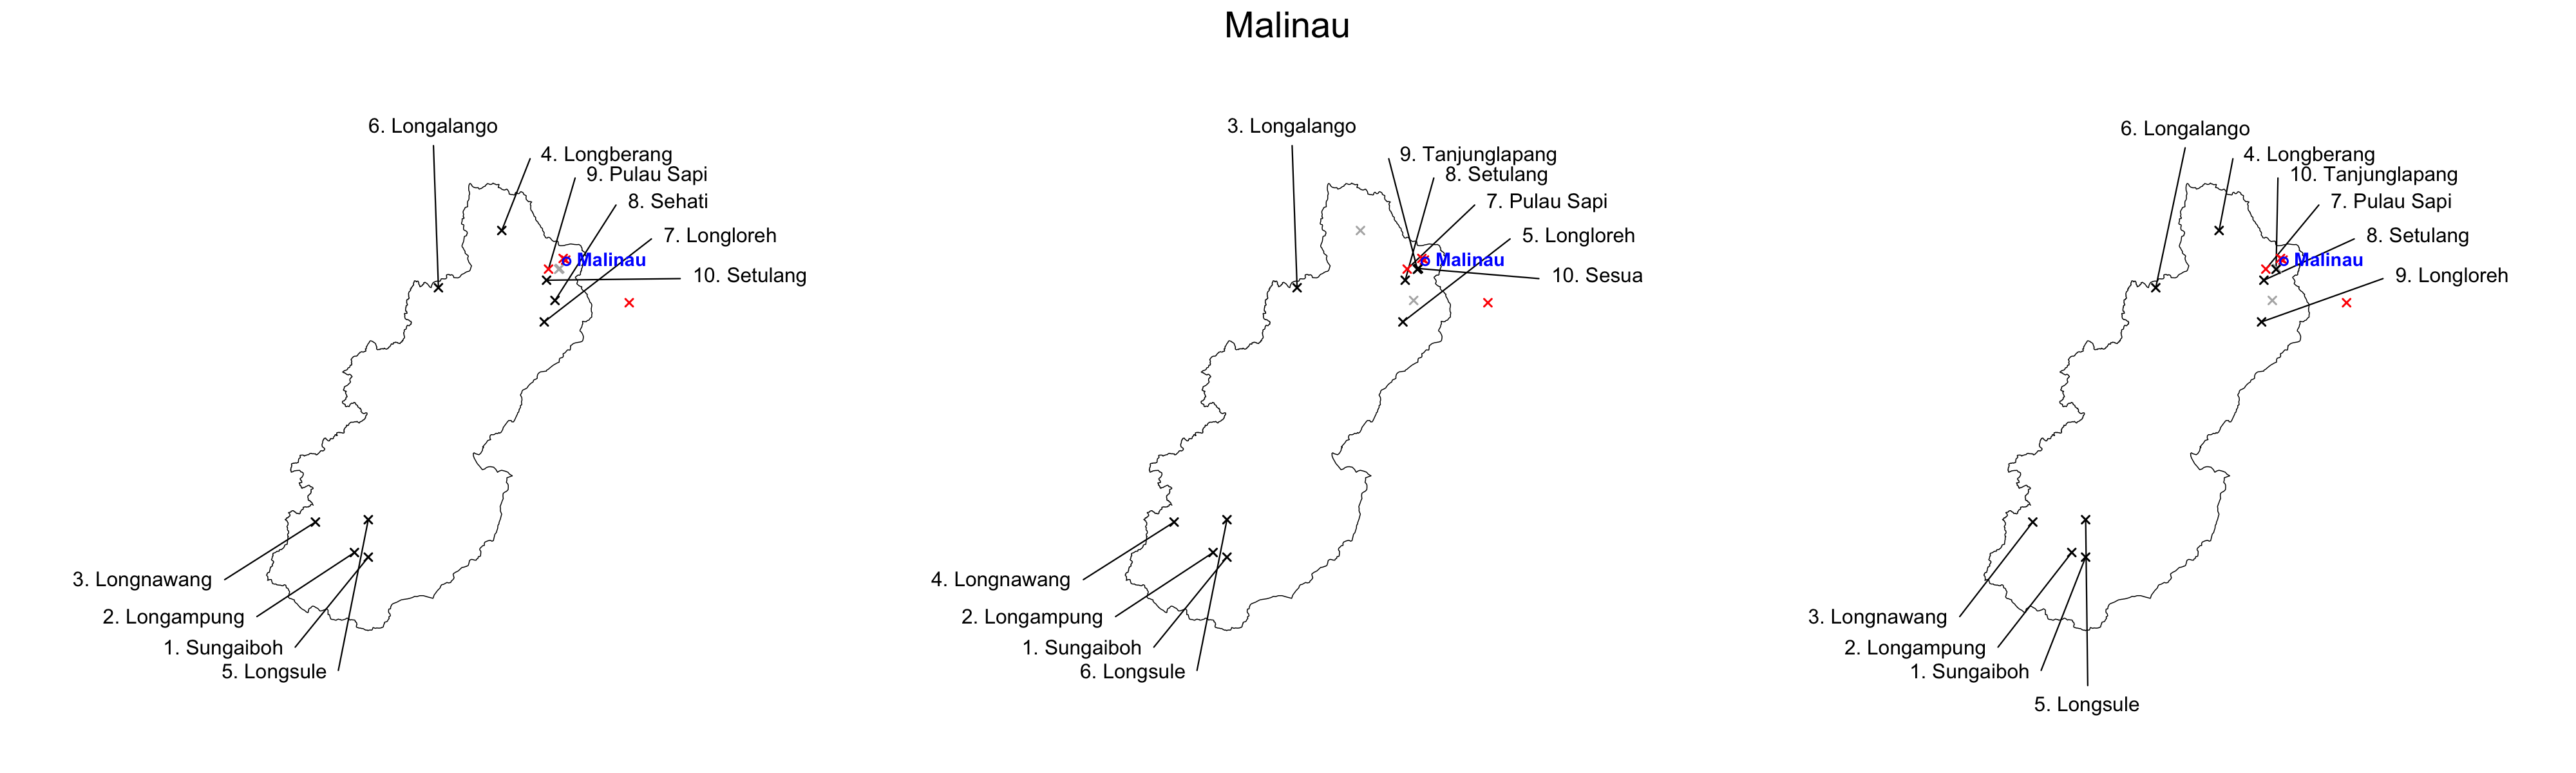 Malinau
6. Longalango
4. Longberang
9. Pulau Sapi
8. Sehati
7. Longloreh
Malinau
10. Setulang
3. Longnawang
2. Longampung
1. Sungaiboh
5. Longsule
3. Longalango
9. Tanjunglapang
8. Setulang
7. Pulau Sapi
5. Longloreh
Malinau
10. Sesua
4. Longnawang
2. Longampung
1. Sungaiboh
6. Longsule
6. Longalango
4. Longberang
10. Tanjunglapang
7. Pulau Sapi
8. Setulang
Malinau
9. Longloreh
3. Longnawang
2. Longampung
1. Sungaiboh
5. Longsule